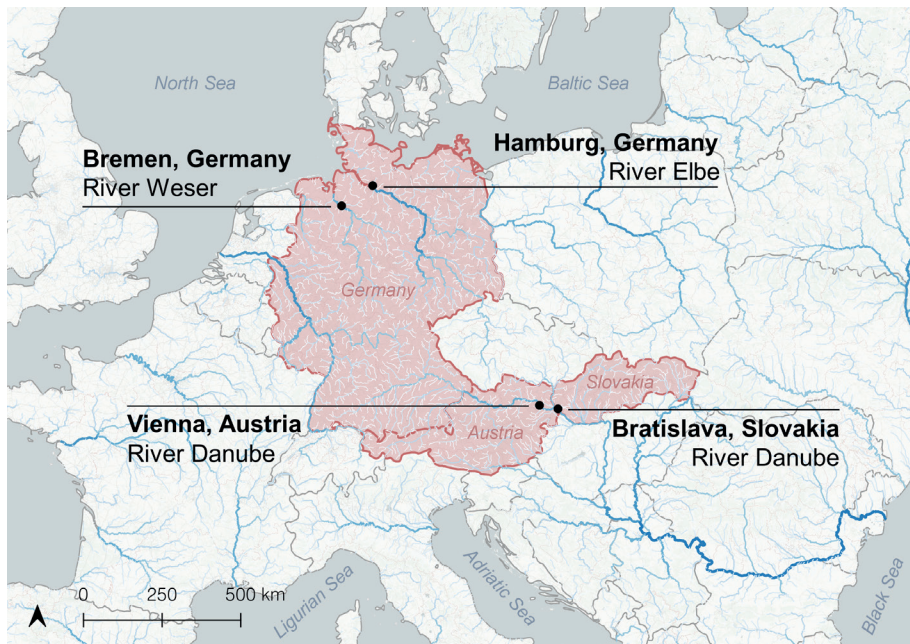 North Sea
Baltic Sea
Bremen, Germany
River Weser
Hamburg, Germany
River Elbe
Germany
Slovakia
Vienna, Austria
River Danube
Austria
Bratislava, Slovakia
River Danube
0 250 500 km
Ligurian Sea
Adriatic Sea
Black Sea